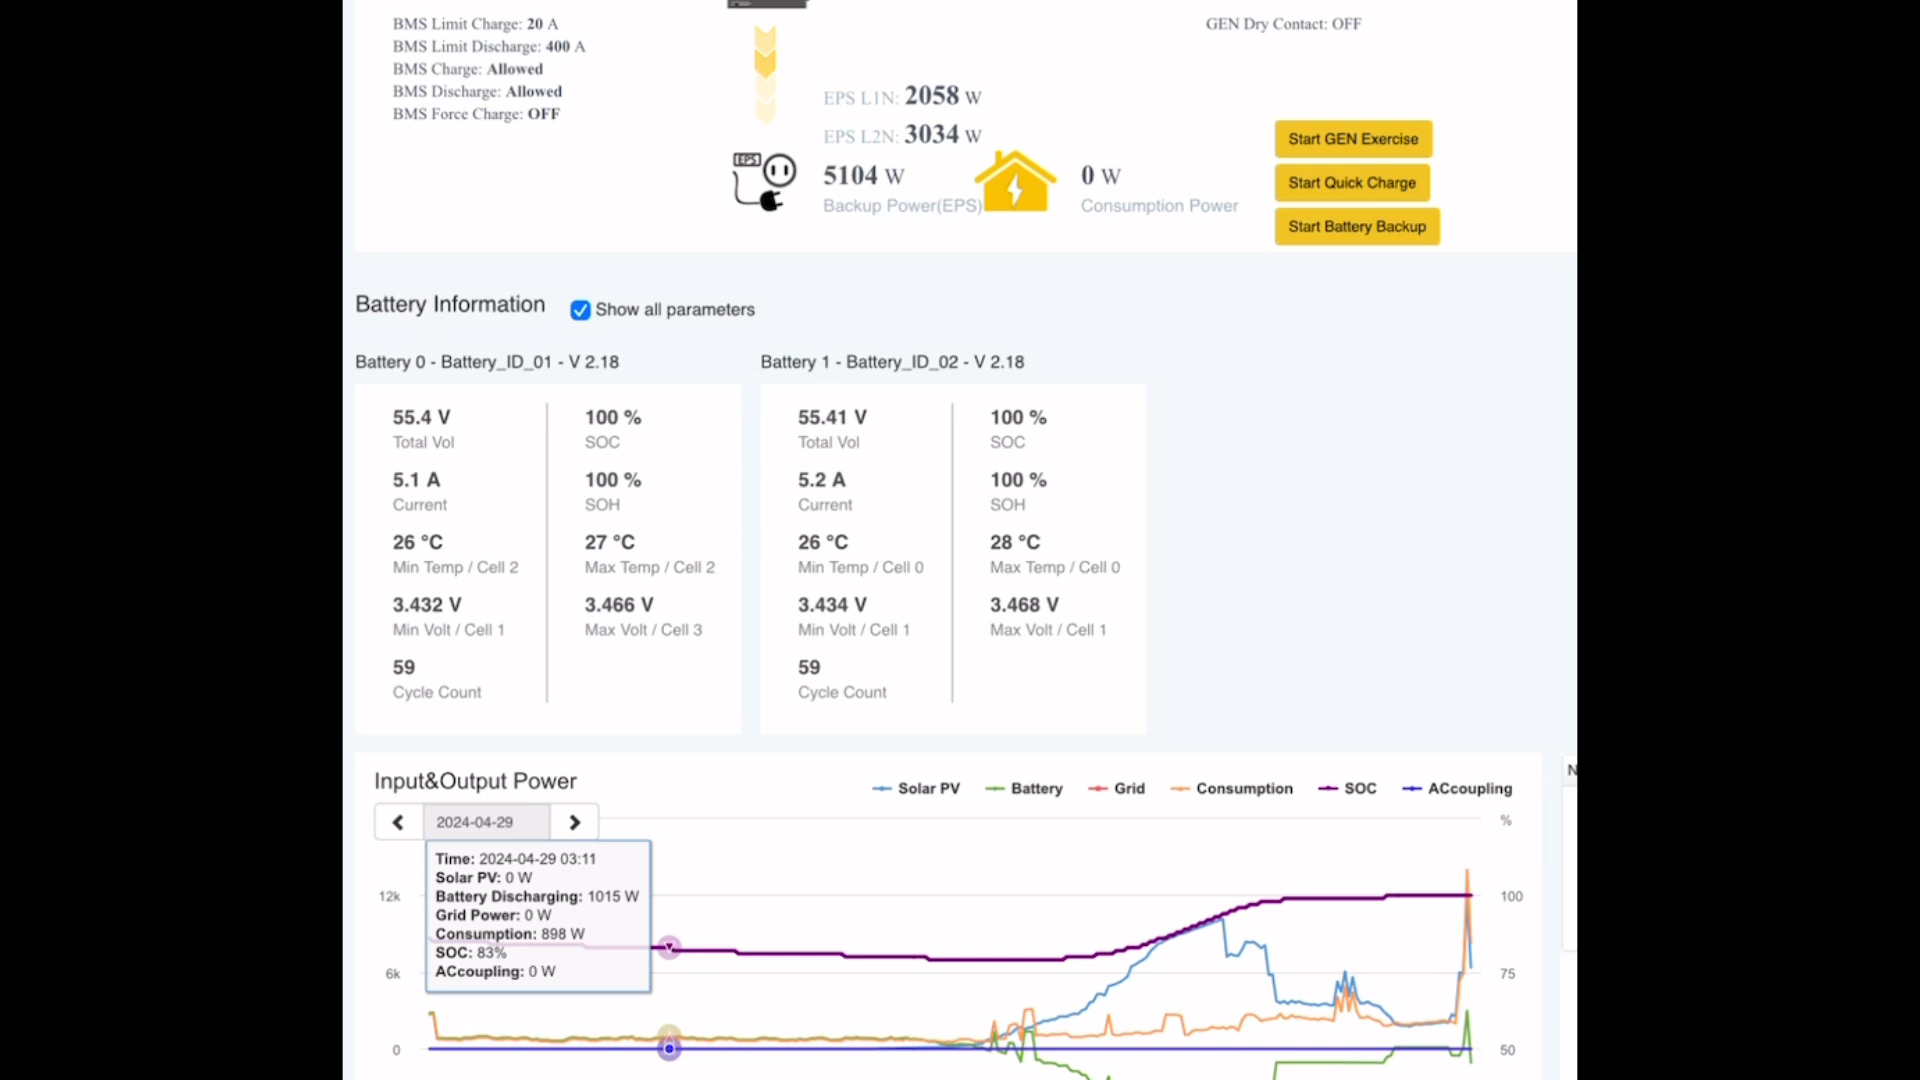 BMS Limit Charge: 20 A
BMS Limit Discharge: 400 A
BMS Charge: Allowed
BMS Discharge: Allowed
BMS Force Charge: OFF
GEN Dry Contact: OFF
EPS L1N: 2058 W
EPS L2N: 3034 W
EPS
5104 W
Backup Power(EPS)
0 W
Consumption Power
Start GEN Exercise
Start Quick Charge
Start Battery Backup
Battery Information
Show all parameters
Battery 0 - Battery_ID_01 - V 2.18
55.4 V
Total Vol
100 %
SOC
5.1 A
Current
100 %
SOH
26 °C
Min Temp / Cell 2
27 °C
Max Temp / Cell 2
3.432 V
Min Volt / Cell 1
3.466 V
Max Volt / Cell 3
59
Cycle Count
Battery 1 - Battery_ID_02 - V 2.18
55.41 V
Total Vol
100 %
SOC
5.2 A
Current
100 %
SOH
26 °C
Min Temp / Cell 0
28 °C
Max Temp / Cell 0
3.434 V
Min Volt / Cell 1
3.468 V
Max Volt / Cell 1
59
Cycle Count
Input&Output Power
Solar PV
Battery
Grid
Consumption
SOC
ACcoupling
2024-04-29
%
Time: 2024-04-29 03:11
Solar PV: 0 W
Battery Discharging: 1015 W
Grid Power: 0 W
Consumption: 898 W
SOC: 83%
ACcoupling: 0 W
12k
6k
0
100
75
50